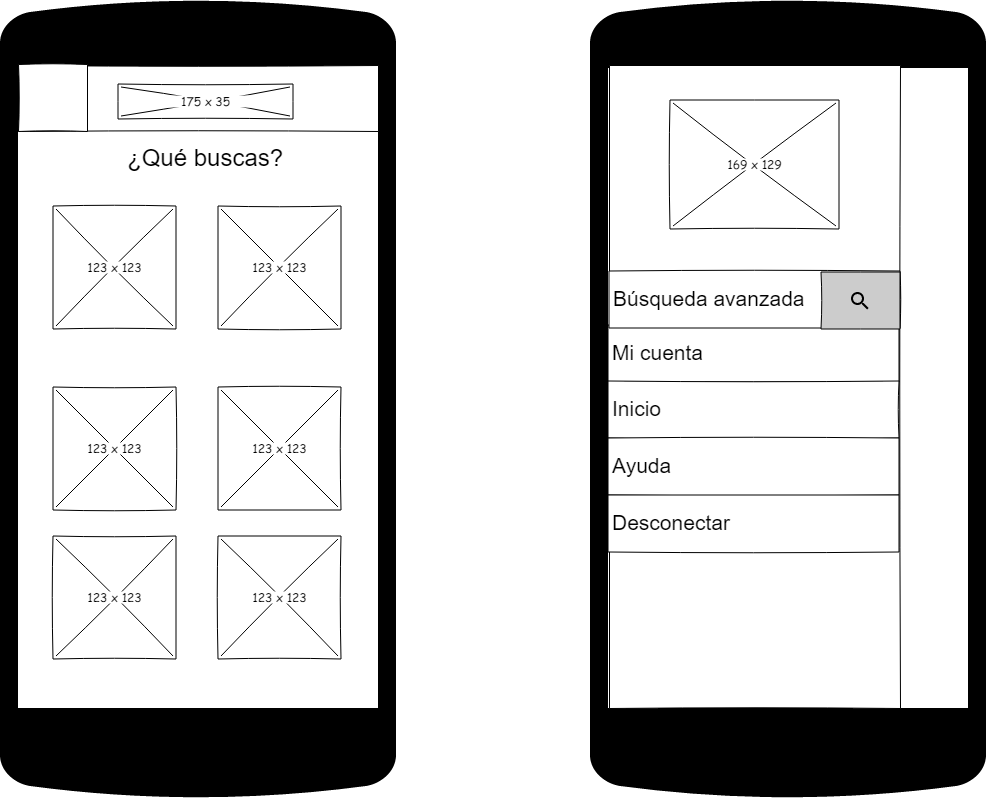 175 x 35
¿Qué buscas?
123 x 123
123 x 123
123 x 123
123 x 123
123 x 123
123 x 123
169 x 129
Búsqueda avanzada
Mi cuenta
Inicio
Ayuda
Desconectar